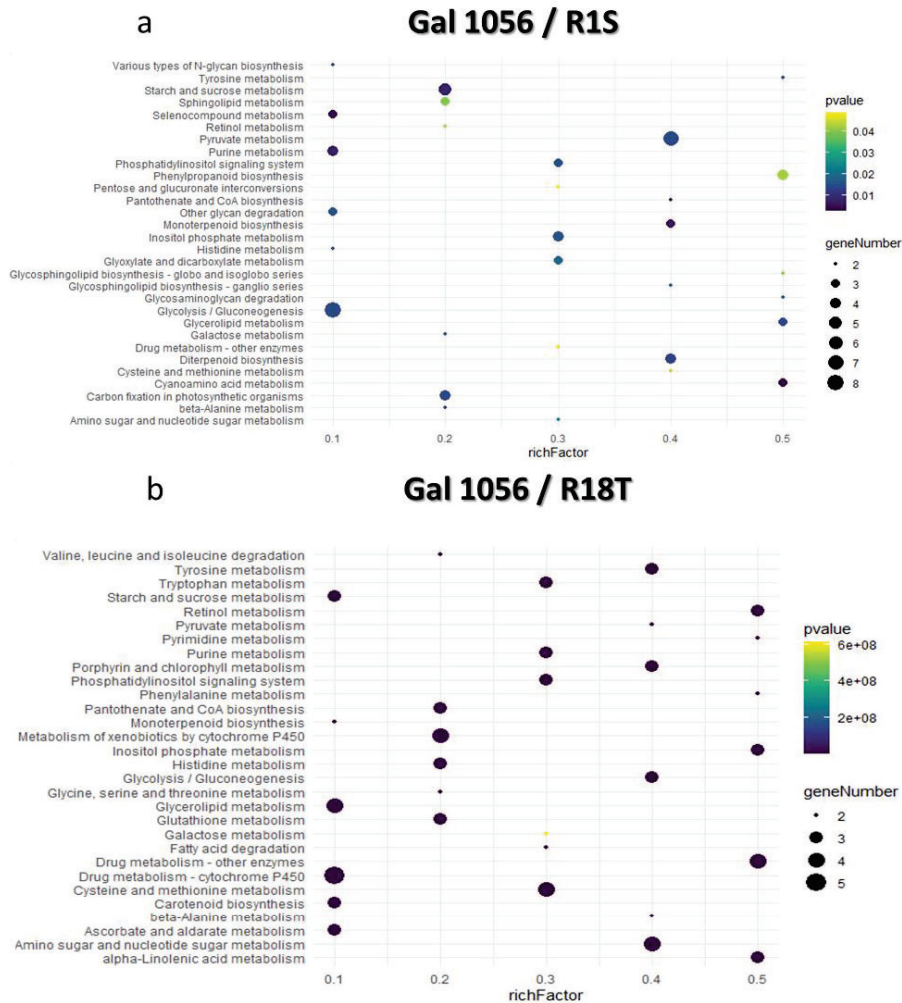 a
Gal 1056 / R1S
Various types of N-glycan biosynthesis
Tyrosine metabolism
Starch and sucrose metabolism
Sphingolipid metabolism
Selenocompound metabolism
Retinol metabolism
Pyruvate metabolism
Purine metabolism
Phosphatidylinositol signaling system
Phenylpropanoid biosynthesis
Pentose and glucuronate interconversions
Pantothenate and CoA biosynthesis
Other glycan degradation
Monoterpenoid biosynthesis
Inositol phosphate metabolism
Histidine metabolism
Glyoxylate and dicarboxylate metabolism
Glycosphingolipid biosynthesis - globo and isoglobo series
Glycosphingolipid biosynthesis - ganglio series
Glycosaminoglycan degradation
Glycolysis / Gluconeogenesis
Glycerolipid metabolism
Galactose metabolism
Drug metabolism - other enzymes
Diterpenoid biosynthesis
Cysteine and methionine metabolism
Cyanoamino acid metabolism
Carbon fixation in photosynthetic organisms
beta-Alanine metabolism
Amino sugar and nucleotide sugar metabolism
0.1 0.2 0.3 0.4 0.5
richFactor
pvalue
0.04
0.03
0.02
0.01
geneNumber
2
3
4
5
6
7
8
b
Gal 1056 / R18T
Valine, leucine and isoleucine degradation
Tyrosine metabolism
Tryptophan metabolism
Starch and sucrose metabolism
Retinol metabolism
Pyruvate metabolism
Pyrimidine metabolism
Purine metabolism
Porphyrin and chlorophyll metabolism
Phosphatidylinositol signaling system
Phenylalanine metabolism
Pantothenate and CoA biosynthesis
Monoterpenoid biosynthesis
Metabolism of xenobiotics by cytochrome P450
Inositol phosphate metabolism
Histidine metabolism
Glycolysis / Gluconeogenesis
Glycine, serine and threonine metabolism
Glycerolipid metabolism
Glutathione metabolism
Galactose metabolism
Fatty acid degradation
Drug metabolism - other enzymes
Drug metabolism - cytochrome P450
Cysteine and methionine metabolism
Carotenoid biosynthesis
beta-Alanine metabolism
Ascorbate and aldarate metabolism
Amino sugar and nucleotide sugar metabolism
alpha-Linolenic acid metabolism
0.1 0.2 0.3 0.4 0.5
richFactor
pvalue
6e+08
4e+08
2e+08
geneNumber
2
3
4
5